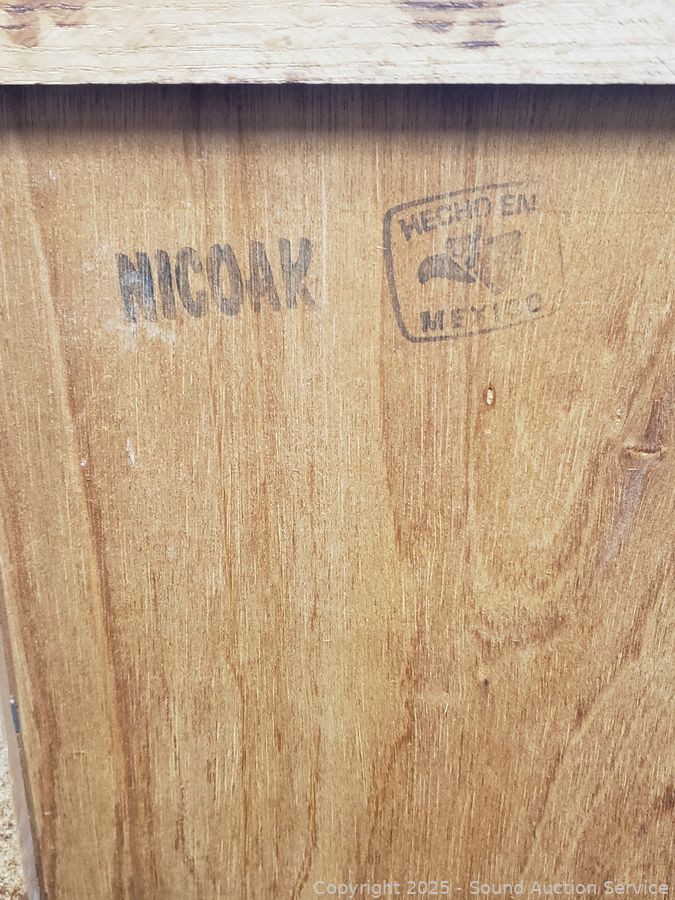 NICOAK
HECHO EN
MEXICO
Copyright 2025 - Sound Auction Service